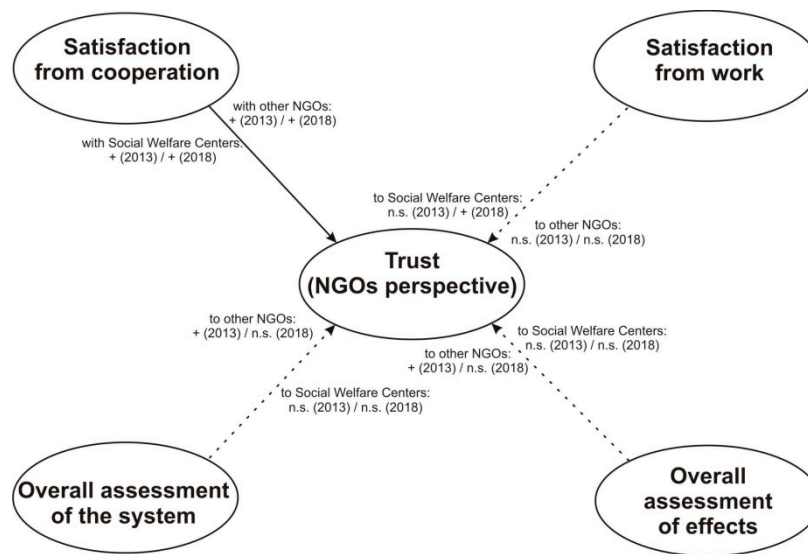 Satisfaction
from cooperation
Satisfaction
from work
with other NGOs:
+ (2013) / + (2018)
with Social Welfare Centers:
+ (2013) / + (2018)
to Social Welfare Centers:
n.s. (2013) / + (2018)
to other NGOs:
n.s. (2013) / n.s. (2018)
Trust
(NGOs perspective)
to other NGOs:
+ (2013) / n.s. (2018)
to Social Welfare Centers:
n.s. (2013) / n.s. (2018)
to Social Welfare Centers:
n.s. (2013) / n.s. (2018)
to other NGOs:
+ (2013) / n.s. (2018)
Overall assessment
of the system
Overall
assessment
of effects